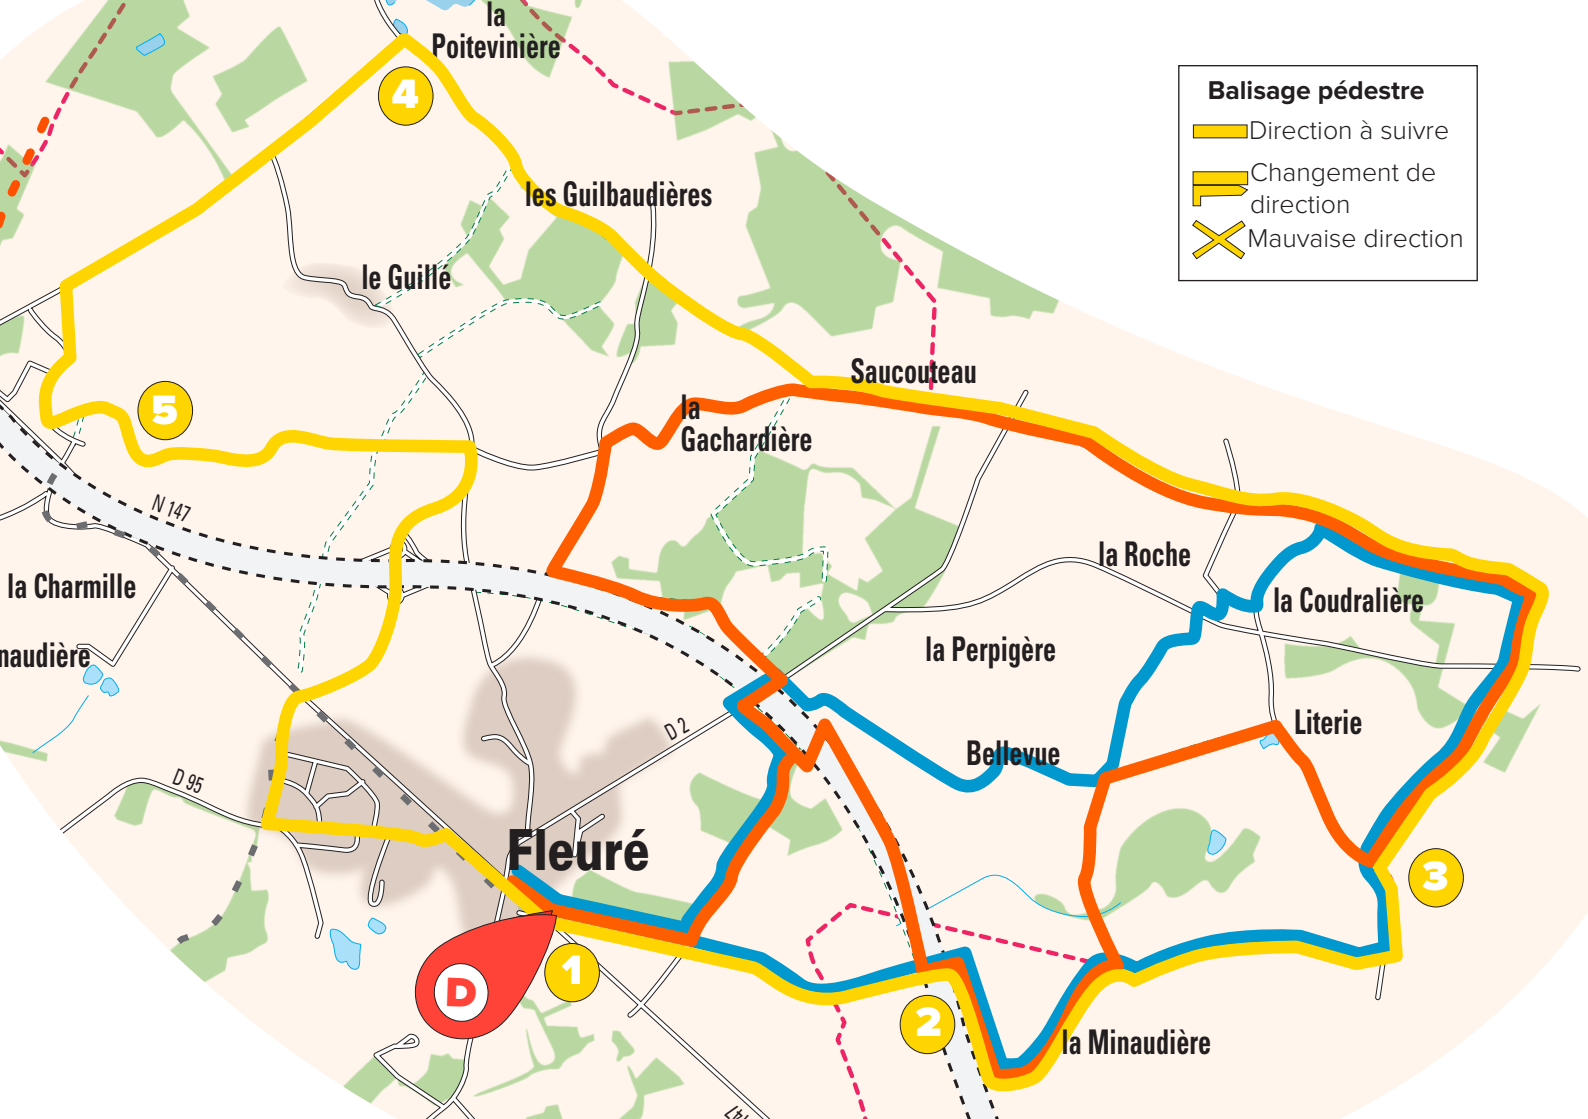 la
Poitevinière
4
Balisage pédestre
Direction à suivre
Changement de
direction
Mauvaise direction
les Guilbaudières
le Guillé
Saucouteau
5
la
Gachardière
N 147
la Roche
la Charmille
la Coudralière
naudière
la Perpigère
Literie
D 2
Bellevue
D 95
Fleuré
3
1
D
2
la Minaudière